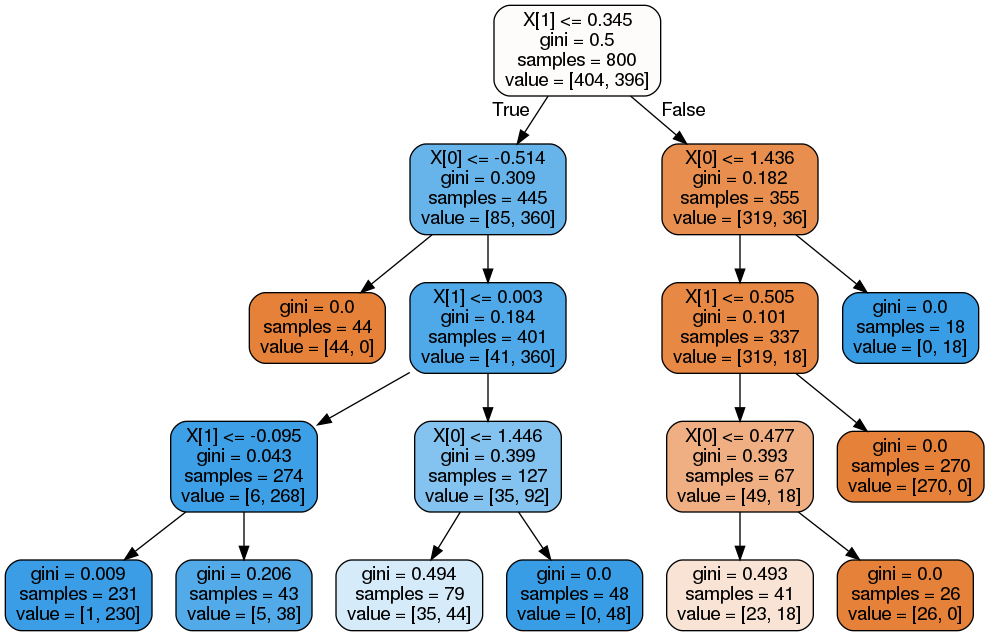 X[1] <= 0.345
gini = 0.5
samples = 800
value = [404, 396]
True
False
X[0] <= -0.514
gini = 0.309
samples = 445
value = [85, 360]
X[0] <= 1.436
gini = 0.182
samples = 355
value = [319, 36]
gini = 0.0
samples = 44
value = [44, 0]
X[1] <= 0.003
gini = 0.184
samples = 401
value = [41, 360]
X[1] <= 0.505
gini = 0.101
samples = 337
value = [319, 18]
gini = 0.0
samples = 18
value = [0, 18]
X[1] <= -0.095
gini = 0.043
samples = 274
value = [6, 268]
X[0] <= 1.446
gini = 0.399
samples = 127
value = [35, 92]
X[0] <= 0.477
gini = 0.393
samples = 67
value = [49, 18]
gini = 0.0
samples = 270
value = [270, 0]
gini = 0.009
samples = 231
value = [1, 230]
gini = 0.206
samples = 43
value = [5, 38]
gini = 0.494
samples = 79
value = [35, 44]
gini = 0.0
samples = 48
value = [0, 48]
gini = 0.493
samples = 41
value = [23, 18]
gini = 0.0
samples = 26
value = [26, 0]